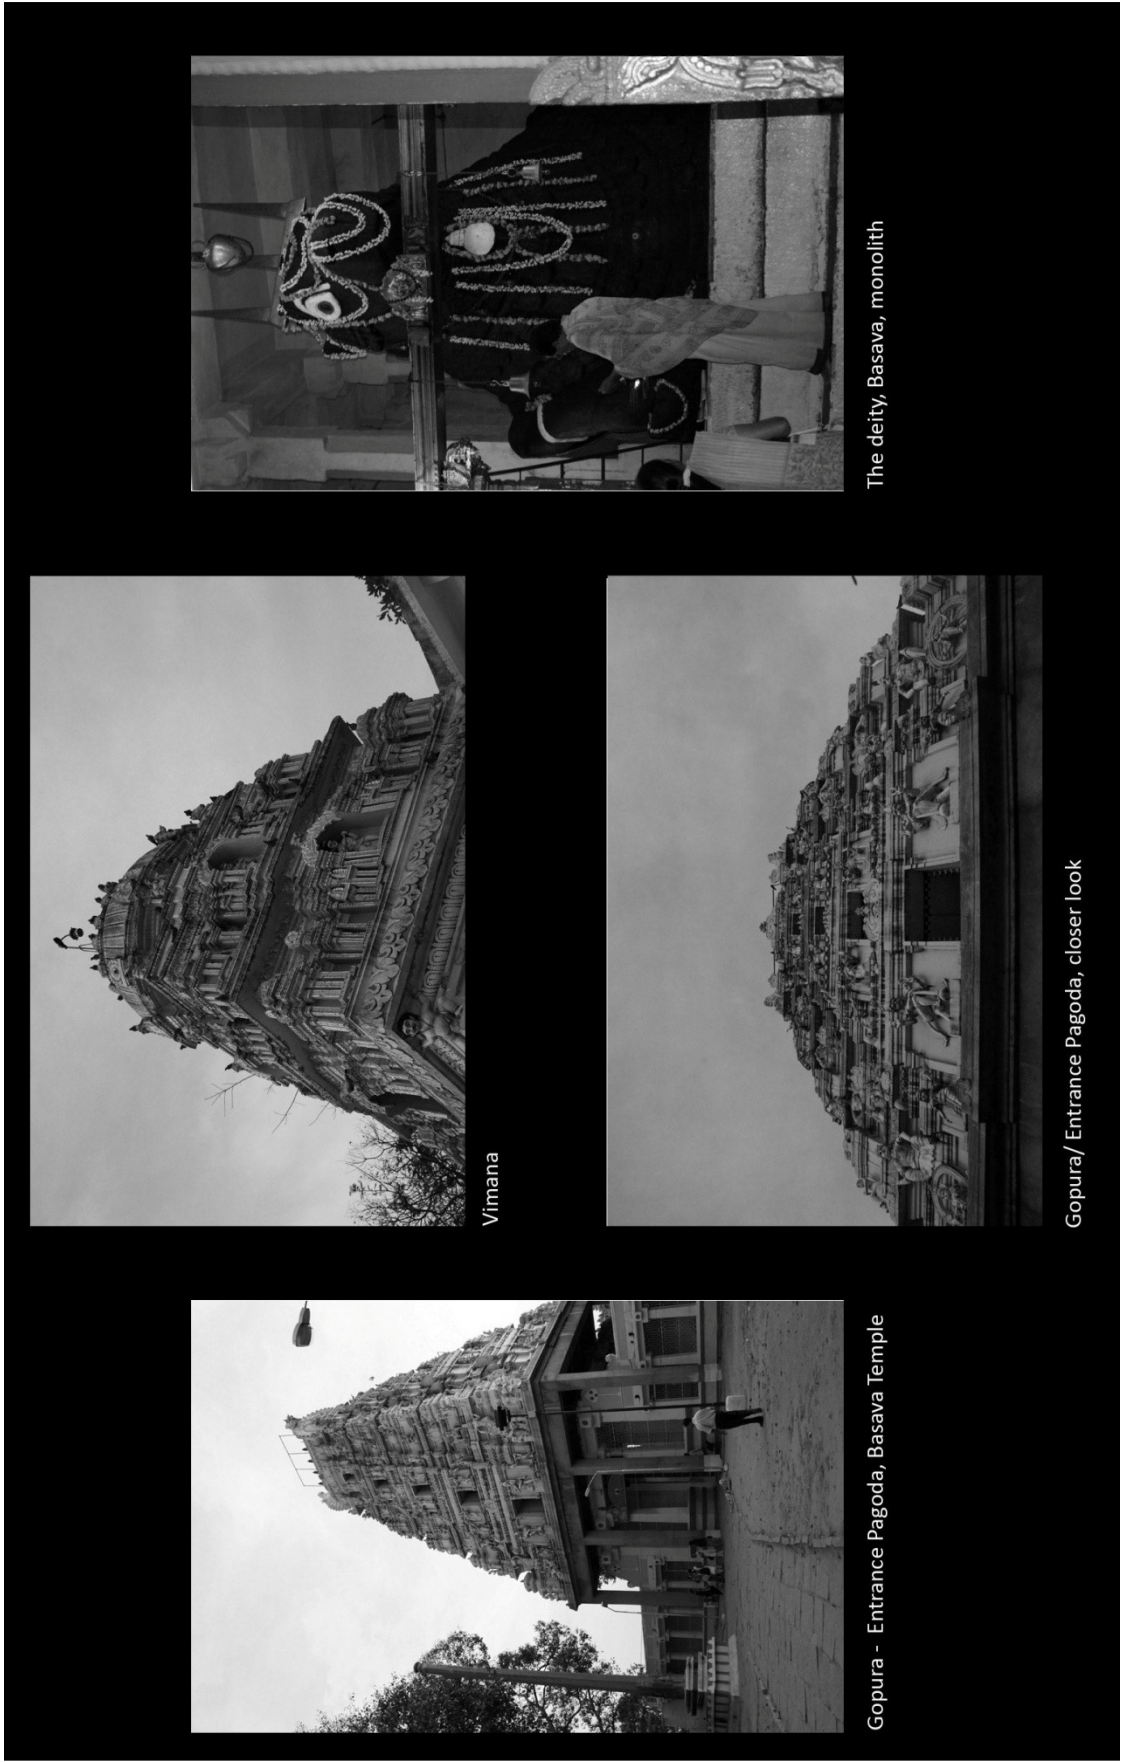 Gopura -  Entrance Pagoda, Basava Temple
Vimana
Gopura/ Entrance Pagoda, closer look
The deity, Basava, monolith